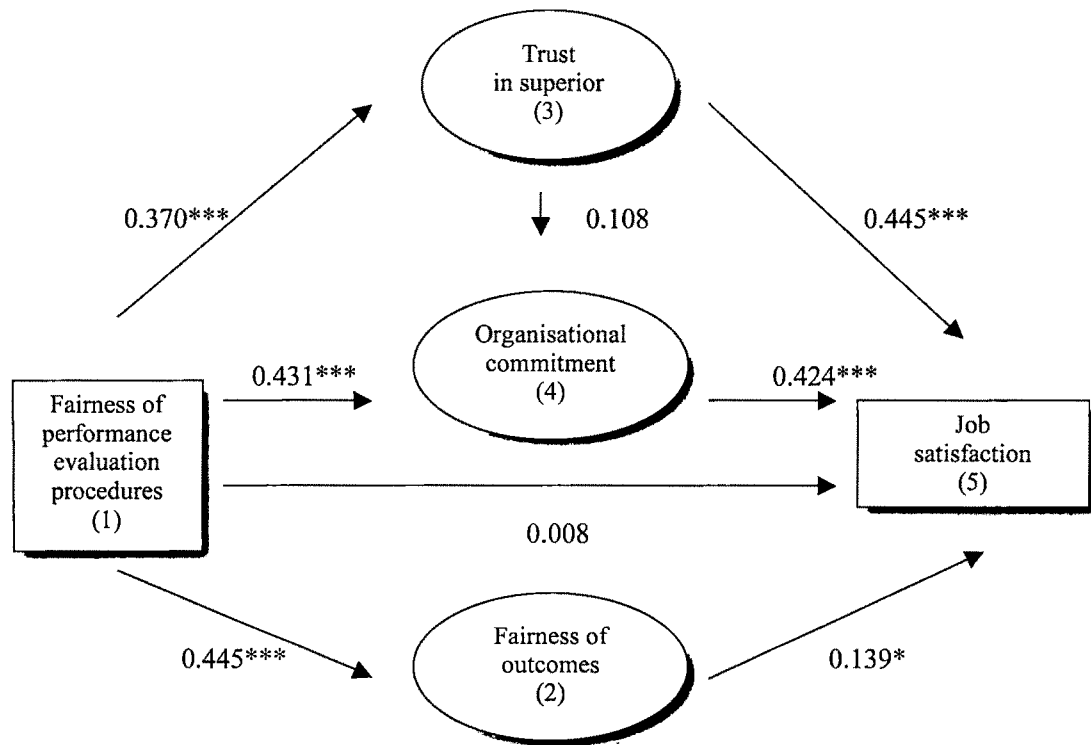 Trust
in superior
(3)
0.370***
0.108
0.445***
Organisational
commitment
(4)
0.431***
0.424***
Fairness of
performance
evaluation
procedures
(1)
Job
satisfaction
(5)
0.008
Fairness of
outcomes
(2)
0.445***
0.139*